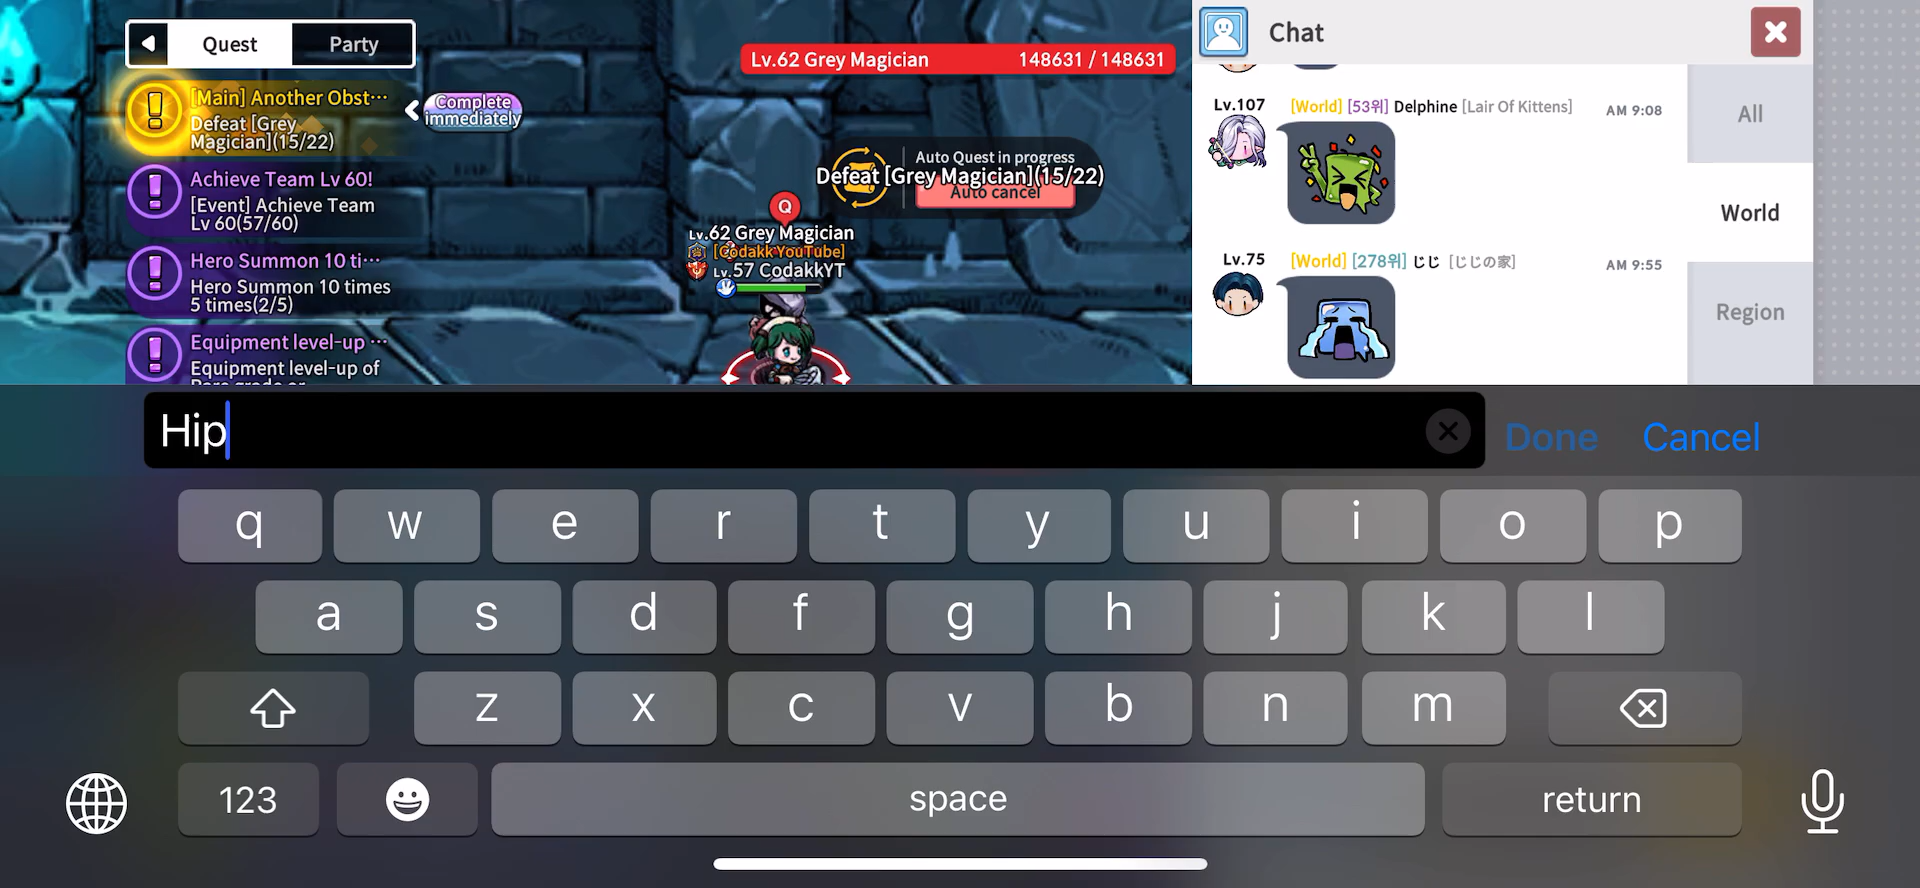 Quest
Party
[Main] Another Obst···
Defeat [Grey
Magician](15/22)
Complete
immediately
Achieve Team Lv 60!
[Event] Achieve Team
Lv 60(57/60)
Hero Summon 10 ti···
Hero Summon 10 times
5 times(2/5)
Equipment level-up ···
Equipment level-up of
Lv.62 Grey Magician
148631 / 148631
Auto Quest in progress
Defeat [Grey Magician](15/22)
Auto cancel
Q
Lv.62 Grey Magician
[CodakkYouTube]
Lv.57 CodakkYT
Chat
Lv.107
[World] [53위] Delphine [Lair Of Kittens]
AM 9:08
Lv.75
[World] [278위] じじ [じじの家]
AM 9:55
All
World
Region
Hip
Done
Cancel
q w e r t y u i o p
a s d f g h j k l
z x c v b n m
123
space
return